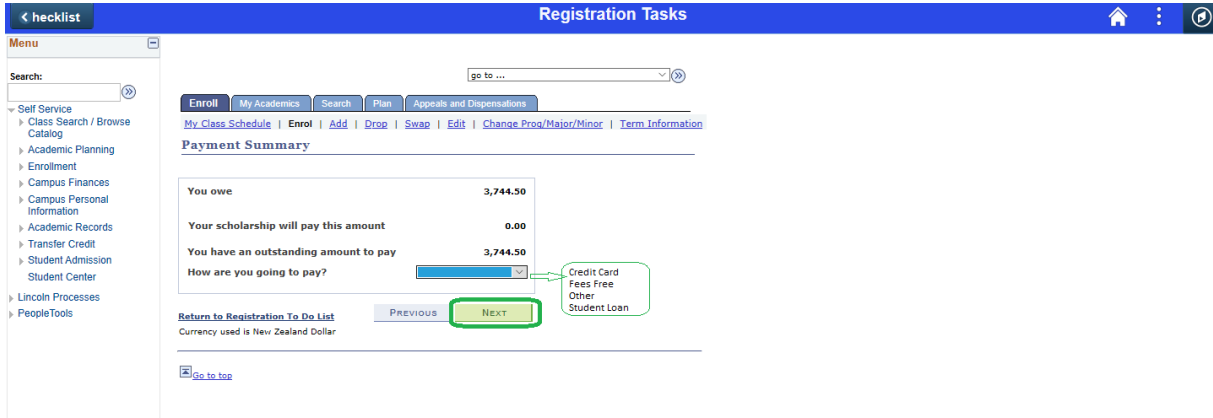 hecklist
Registration Tasks
Menu
Search:
Self Service
Class Search / Browse
Catalog
Academic Planning
Enrollment
Campus Finances
Campus Personal
Information
Academic Records
Transfer Credit
Student Admission
Student Center
Lincoln Processes
PeopleTools
go to ...
Enroll My Academics Search Plan Appeals and Dispensations
My Class Schedule | Enrol | Add | Drop | Swap | Edit | Change Prog/Major/Minor | Term Information
Payment Summary
You owe 3,744.50
Your scholarship will pay this amount 0.00
You have an outstanding amount to pay 3,744.50
How are you going to pay?
Credit Card
Fees Free
Other
Student Loan
Return to Registration To Do List
PREVIOUS NEXT
Currency used is New Zealand Dollar
Go to top